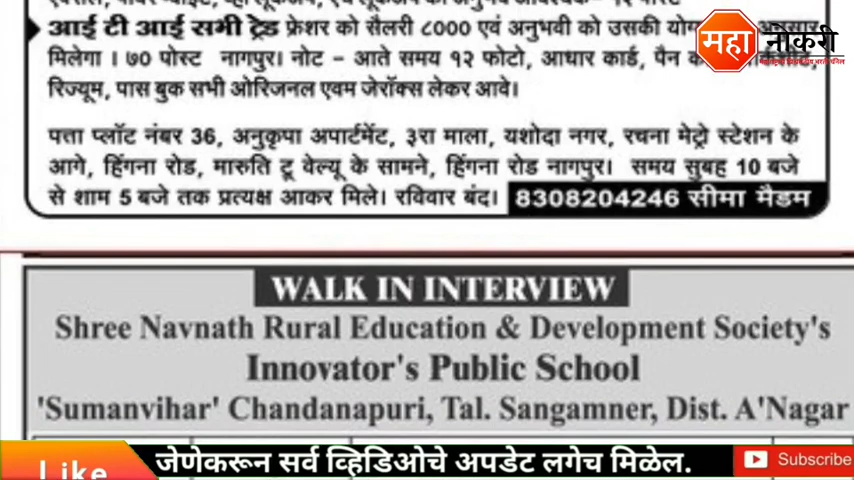 आई टी आई सभी ट्रेड फ्रेशर को सैलरी ८००० एवं अनुभवी को उसकी
मिलेगा । ७० पोस्ट नागपुर। नोट - आते समय १२ फोटो, आधार कार्ड, पैन
रिज्यूम, पास बुक सभी ओरिजनल एवम जेरॉक्स लेकर आवे।
पत्ता प्लॉट नंबर 36, अनुकृपा अपार्टमेंट, ३रा माला, यशोदा नगर, रचना मेट्रो स्टेशन के
आगे, हिंगना रोड, मारुति टू वेल्यू के सामने, हिंगना रोड नागपुर। समय सुबह 10 बजे
से शाम 5 बजे तक प्रत्यक्ष आकर मिले। रविवार बंद। 8308204246 सीमा मैडम
महा नोकरी
WALK IN INTERVIEW
Shree Navnath Rural Education & Development Society's
Innovator's Public School
'Sumanvihar' Chandanapuri, Tal. Sangamner, Dist. A'Nagar
Like
जेणेकरून सर्व व्हिडिओचे अपडेट लगेच मिळेल.
Subscribe